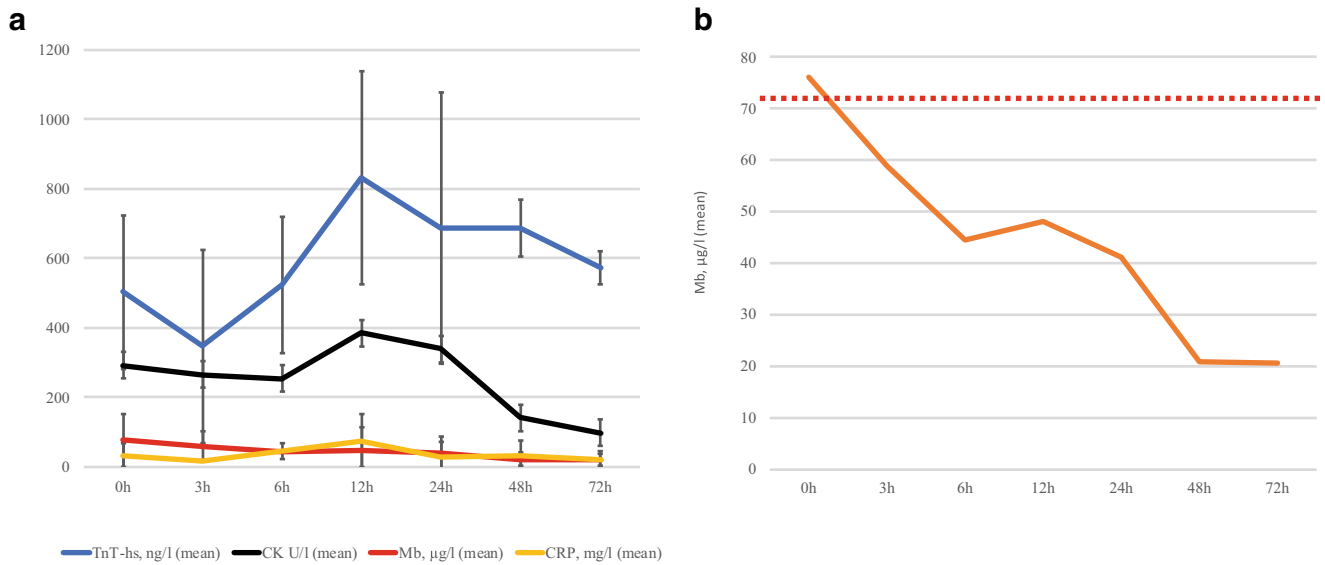 a
1200
1000
800
600
400
200
0
0h 3h 6h 12h 24h 48h 72h
TnT-hs, ng/l (mean) CK U/l (mean) Mb, µg/l (mean) CRP, mg/l (mean)
b
Mb, µg/l (mean)
80
70
60
50
40
30
20
10
0
0h 3h 6h 12h 24h 48h 72h